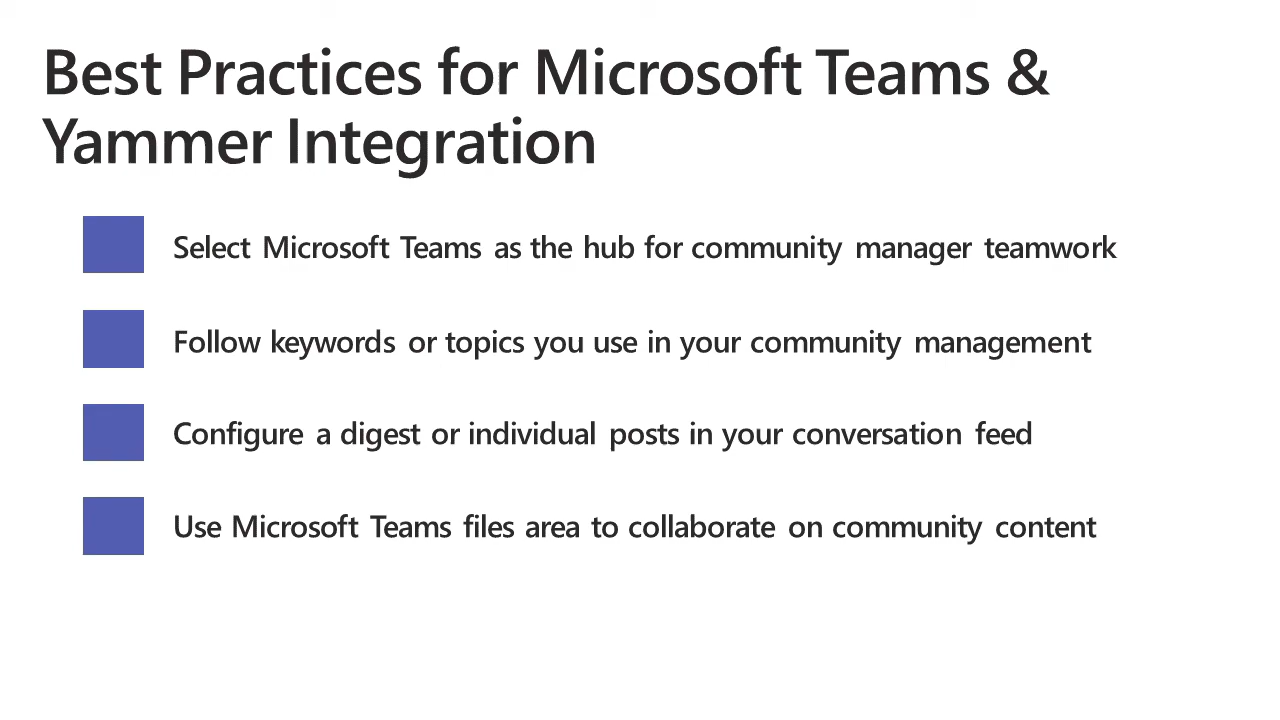 Best Practices for Microsoft Teams &
Yammer Integration
Select Microsoft Teams as the hub for community manager teamwork
Follow keywords or topics you use in your community management
Configure a digest or individual posts in your conversation feed
Use Microsoft Teams files area to collaborate on community content